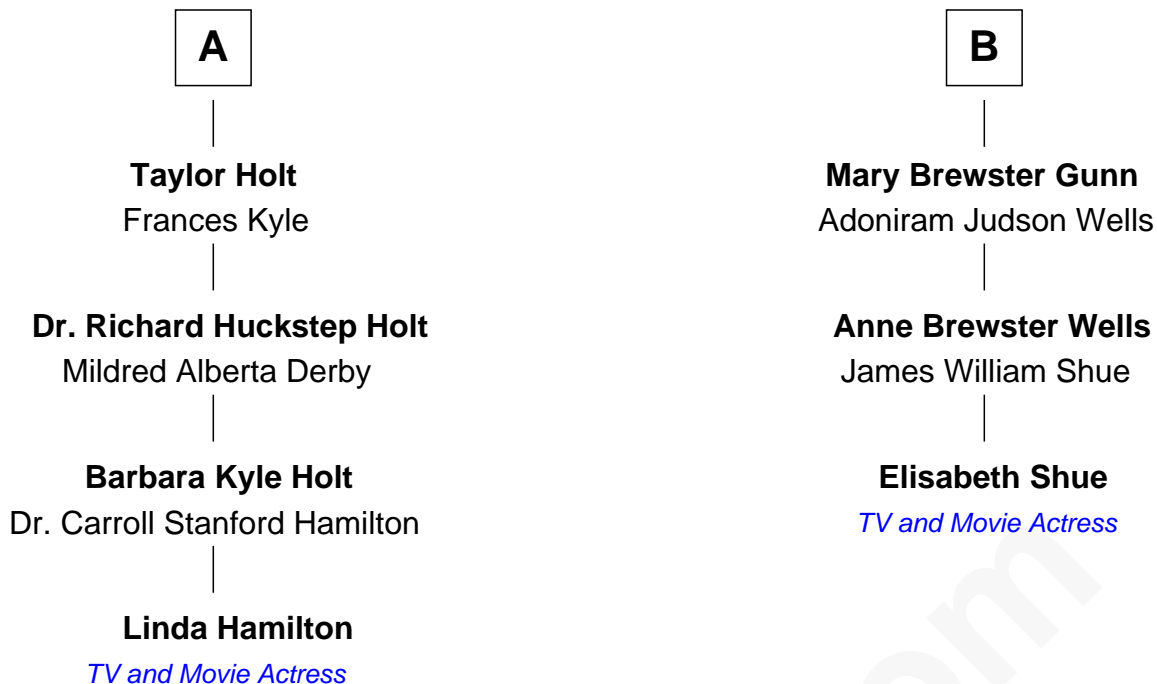 A
Taylor Holt
Frances Kyle
Dr. Richard Huckstep Holt
Mildred Alberta Derby
Barbara Kyle Holt
Dr. Carroll Stanford Hamilton
Linda Hamilton
TV and Movie Actress
B
Mary Brewster Gunn
Adoniram Judson Wells
Anne Brewster Wells
James William Shue
Elisabeth Shue
TV and Movie Actress
om